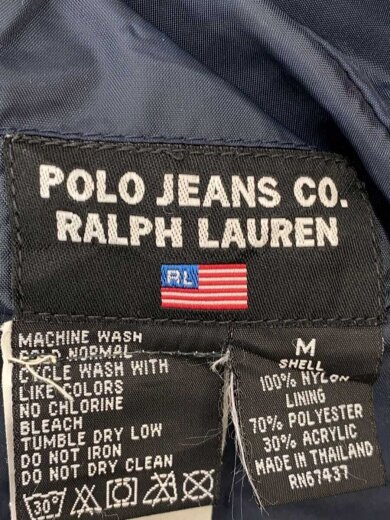 POLO JEANS CO.
RALPH LAUREN
RL
MACHINE WASH
COLD NORMAL
CYCLE WASH WITH
LIKE COLORS
NO CHLORINE
BLEACH
TUMBLE DRY LOW
DO NOT IRON
DO NOT DRY CLEAN
30°
M
SHELL
100% NYLON
LINING
70% POLYESTER
30% ACRYLIC
MADE IN THAILAND
RN67437